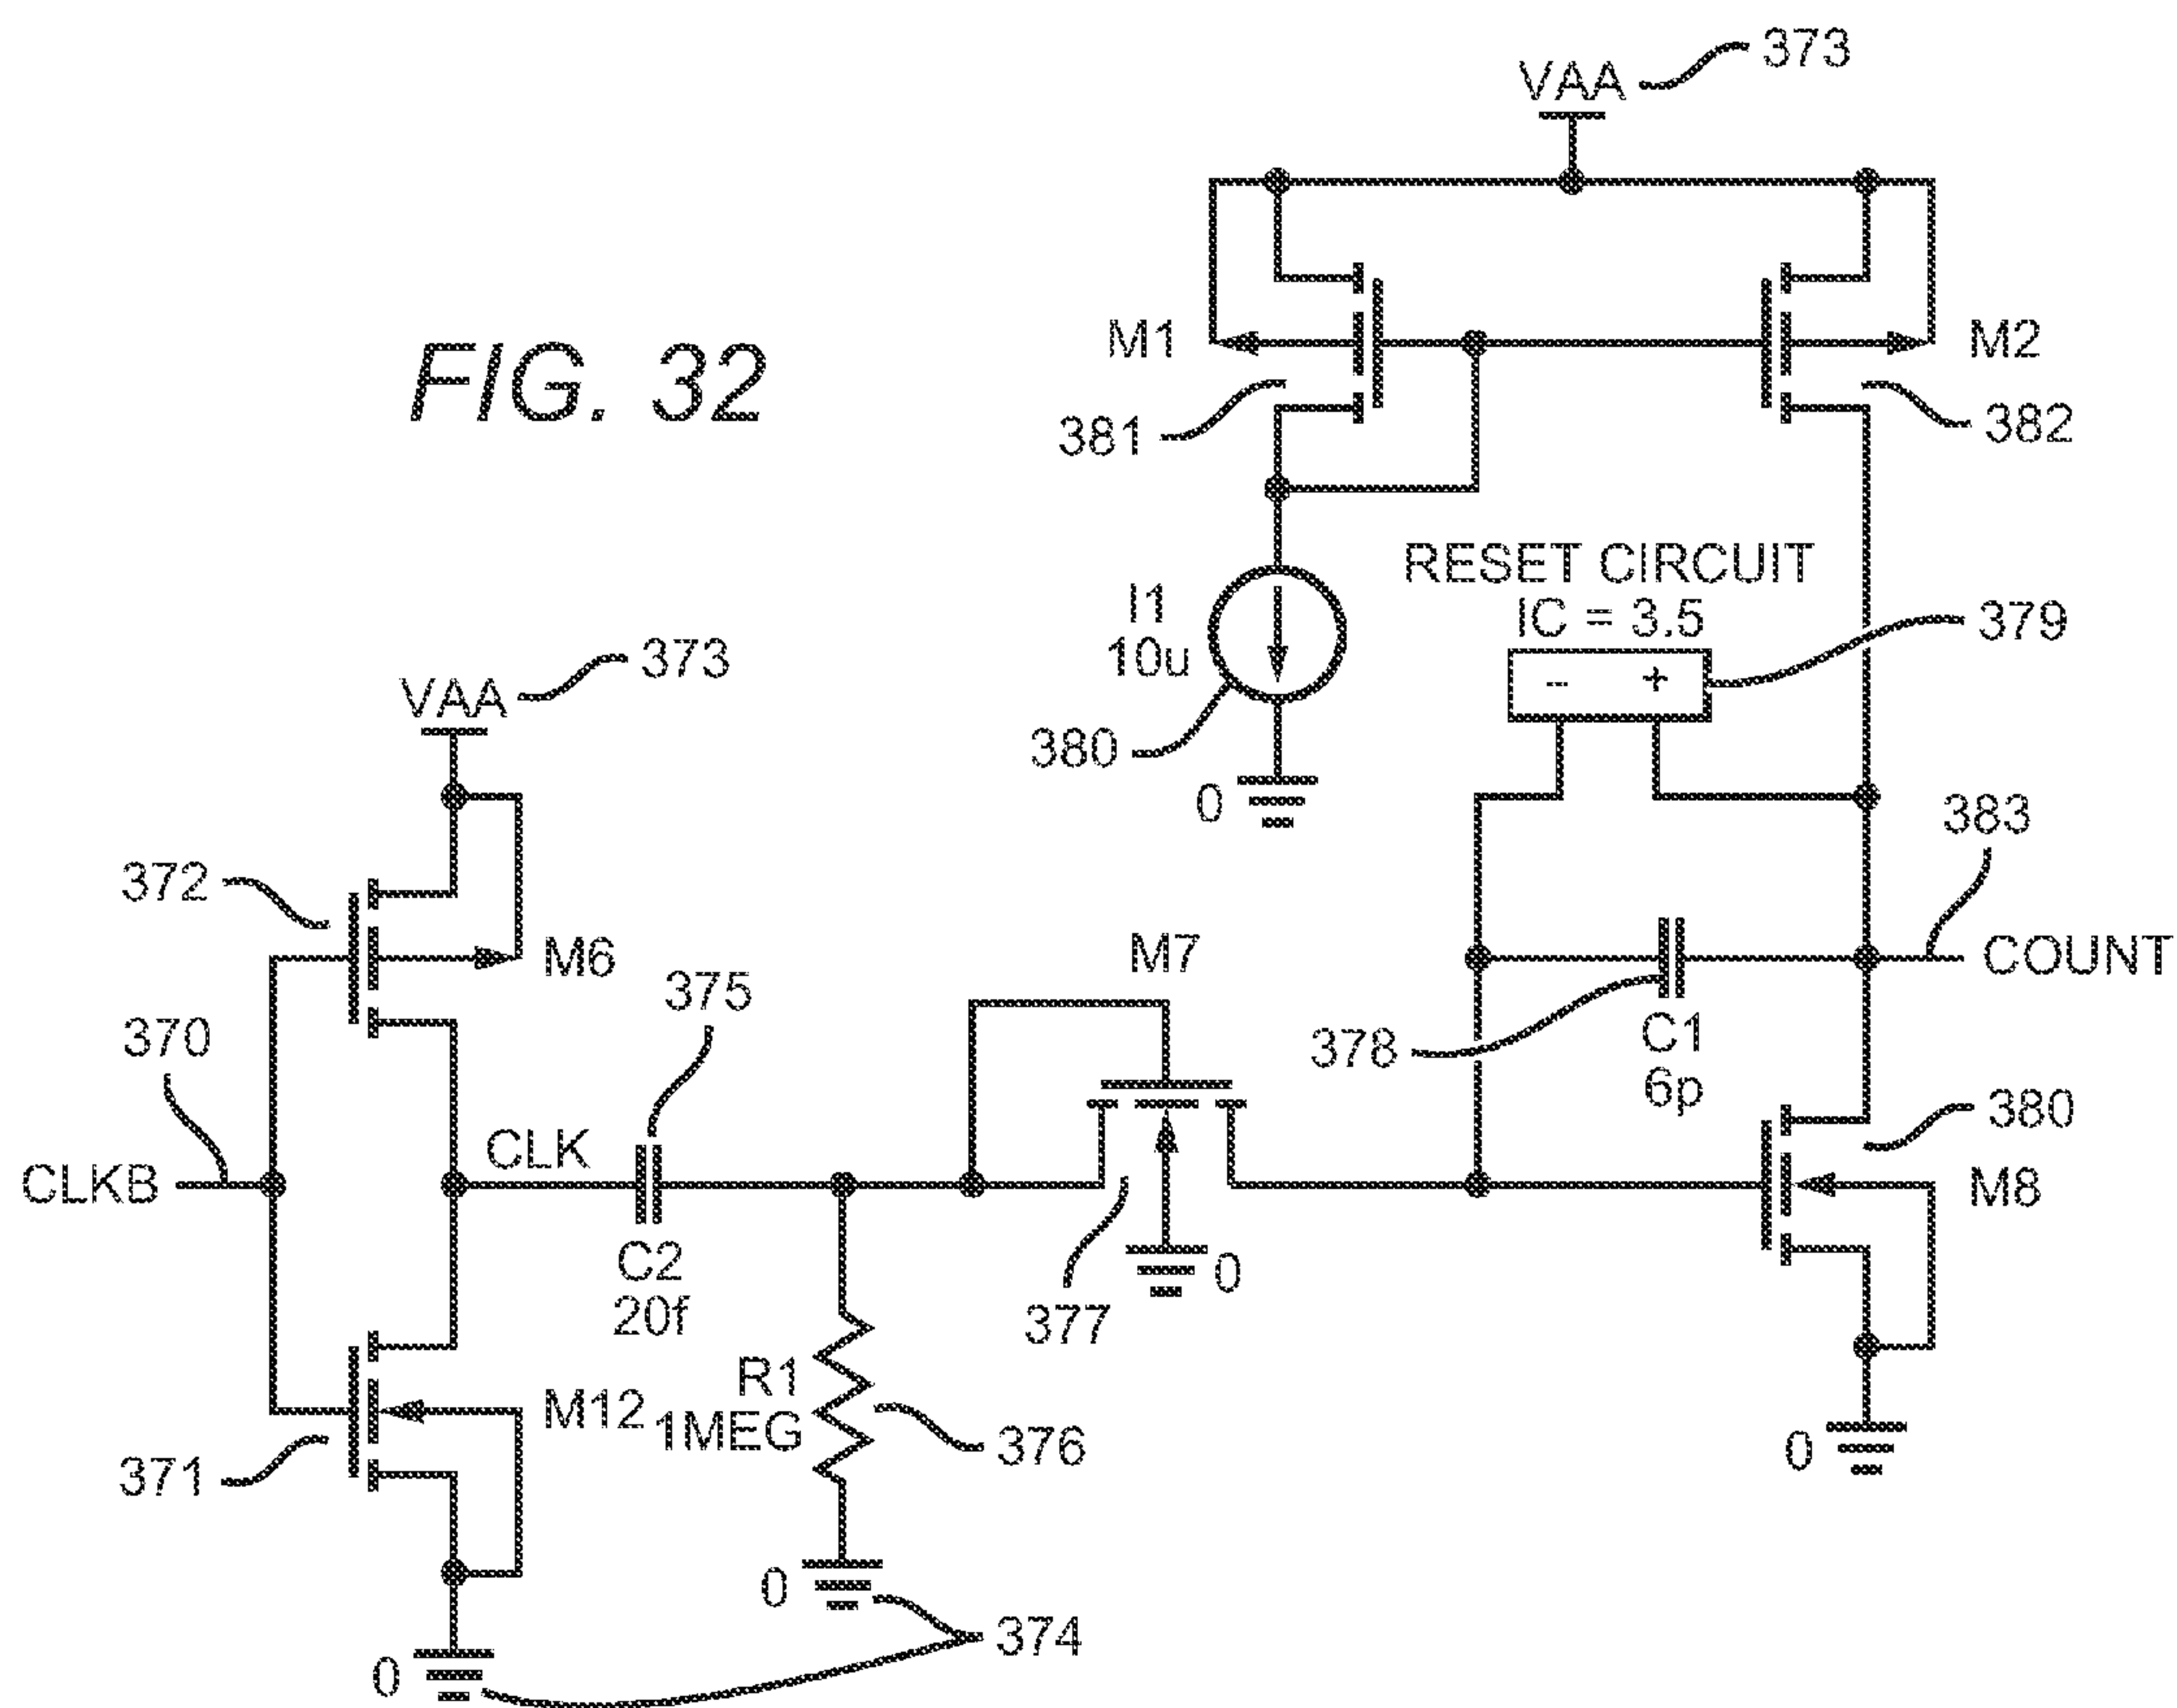 FIG. 32
VAA
373
M1
M2
381
382
RESET CIRCUIT
IC = 3.5
- +
379
I1
10u
380
0
VAA
373
372
M6
375
M7
383
COUNT
370
378
C1
6p
380
CLKB
CLK
M8
C2
20f
377
0
R1
1MEG
376
M12
371
0
0
374
0